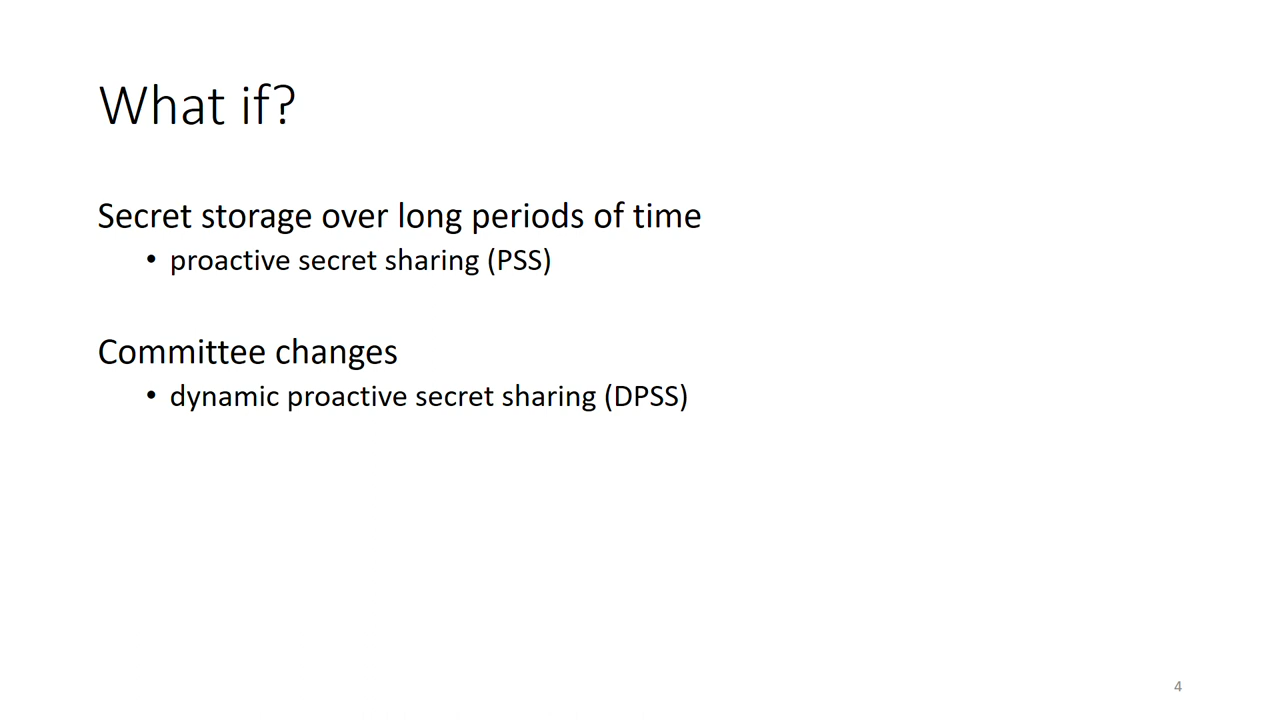 What if?
Secret storage over long periods of time
• proactive secret sharing (PSS)
Committee changes
• dynamic proactive secret sharing (DPSS)
4